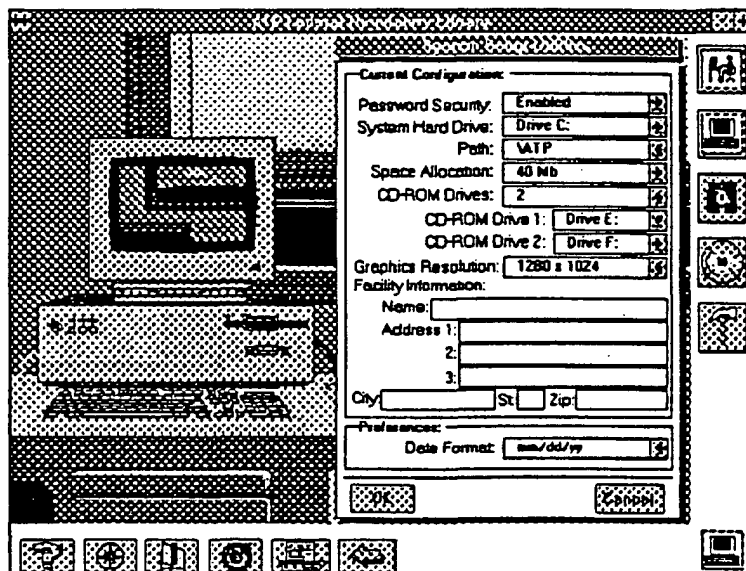 Current Configuration:
Password Security: Enabled
System Hard Drive: Drive C:
Path: \ATP
Space Allocation: 40 Mb
CD-ROM Drives: 2
CD-ROM Drive 1: Drive E:
CD-ROM Drive 2: Drive F:
Graphics Resolution: 1280 x 1024
Facility Information:
Name:
Address 1:
2:
3:
City: St: Zip:
Preferences:
Date Format: mm/dd/yy
OK Cancel